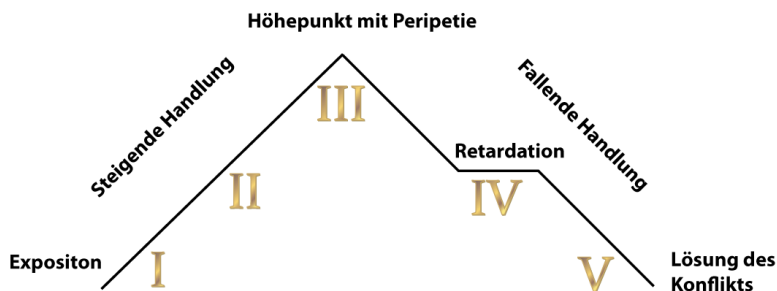 Höhepunkt mit Peripetie
Steigende Handlung
Fallende Handlung
III
Retardation
II
IV
Expositon
I
V
Lösung des
Konflikts